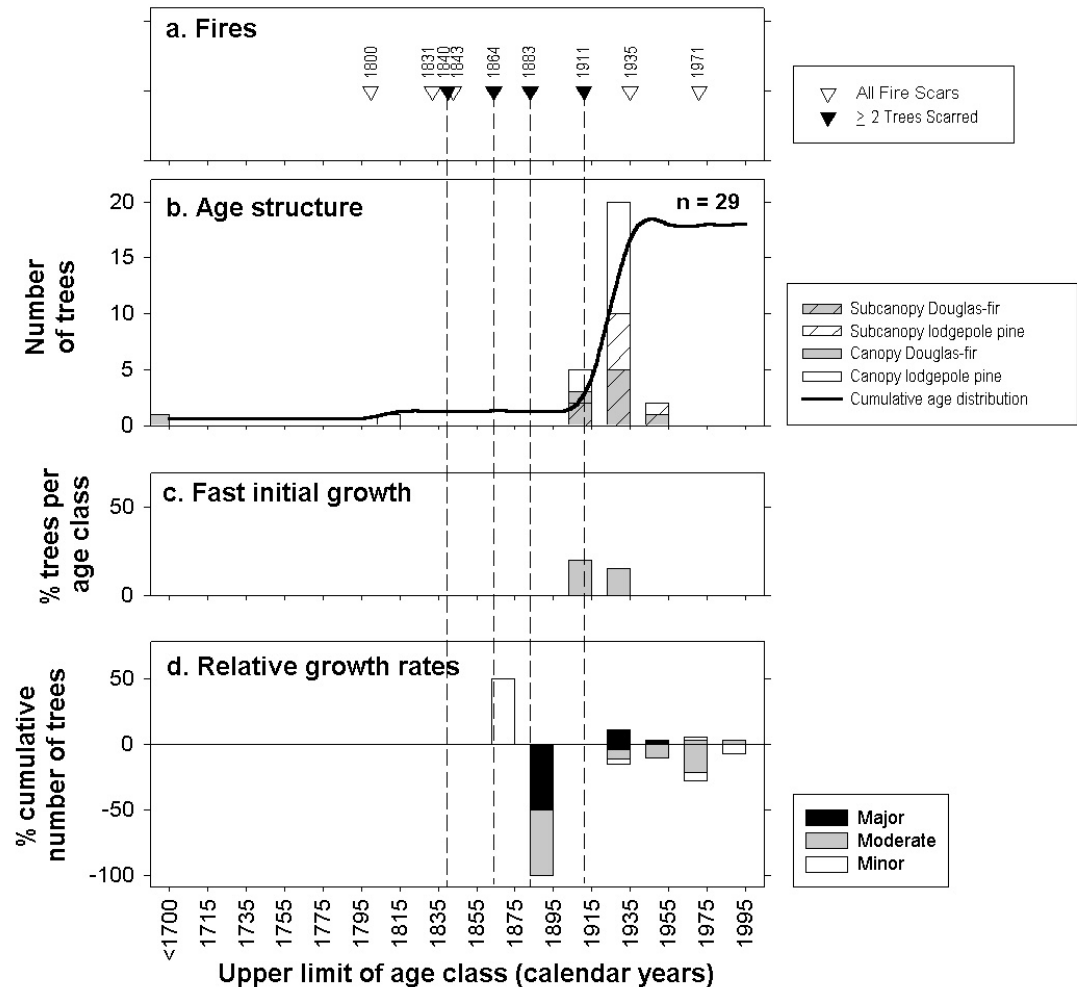 a. Fires
1800
1831
1840
1843
1864
1883
1911
1935
1971
All Fire Scars
≥ 2 Trees Scarred
b. Age structure
n = 29
Number
of trees
20
15
10
5
0
Subcanopy Douglas-fir
Subcanopy lodgepole pine
Canopy Douglas-fir
Canopy lodgepole pine
Cumulative age distribution
c. Fast initial growth
% trees per
age class
50
0
d. Relative growth rates
% cumulative
number of trees
50
0
-50
-100
Major
Moderate
Minor
<1700
1715
1735
1755
1775
1795
1815
1835
1855
1875
1895
1915
1935
1955
1975
1995
Upper limit of age class (calendar years)